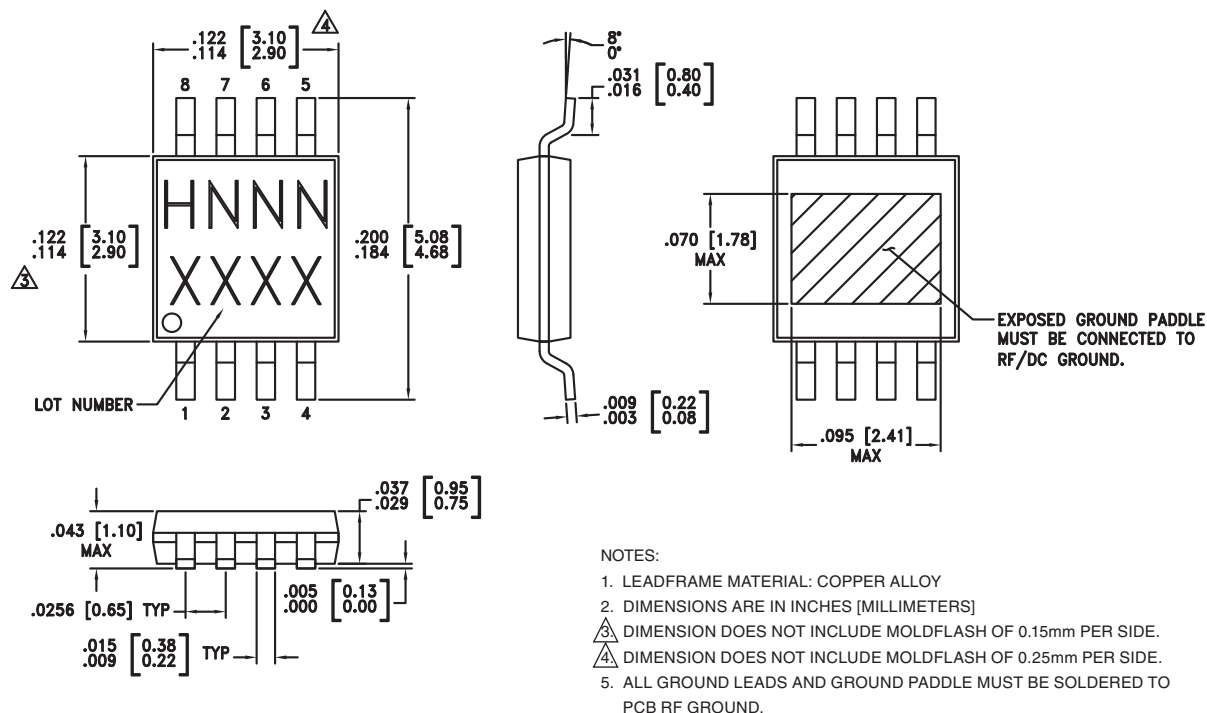 .122 [3.10]
.114 [2.90]
4
8 7 6 5
HNNN
XXXX
.122 [3.10]
.114 [2.90]
3
.200 [5.08]
.184 [4.68]
LOT NUMBER
1 2 3 4
8°
0°
.031 [0.80]
.016 [0.40]
.009 [0.22]
.003 [0.08]
.070 [1.78]
MAX
EXPOSED GROUND PADDLE
MUST BE CONNECTED TO
RF/DC GROUND.
.095 [2.41]
MAX
.043 [1.10]
MAX
.037 [0.95]
.029 [0.75]
.0256 [0.65] TYP
.005 [0.13]
.000 [0.00]
.015 [0.38]
.009 [0.22]
TYP
NOTES:
1. LEADFRAME MATERIAL: COPPER ALLOY
2. DIMENSIONS ARE IN INCHES [MILLIMETERS]
3. DIMENSION DOES NOT INCLUDE MOLDFLASH OF 0.15mm PER SIDE.
4. DIMENSION DOES NOT INCLUDE MOLDFLASH OF 0.25mm PER SIDE.
5. ALL GROUND LEADS AND GROUND PADDLE MUST BE SOLDERED TO
PCB RF GROUND.